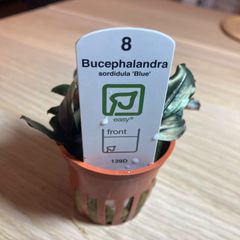 8
Bucephalandra
sordidula 'Blue'
easy
front
139D